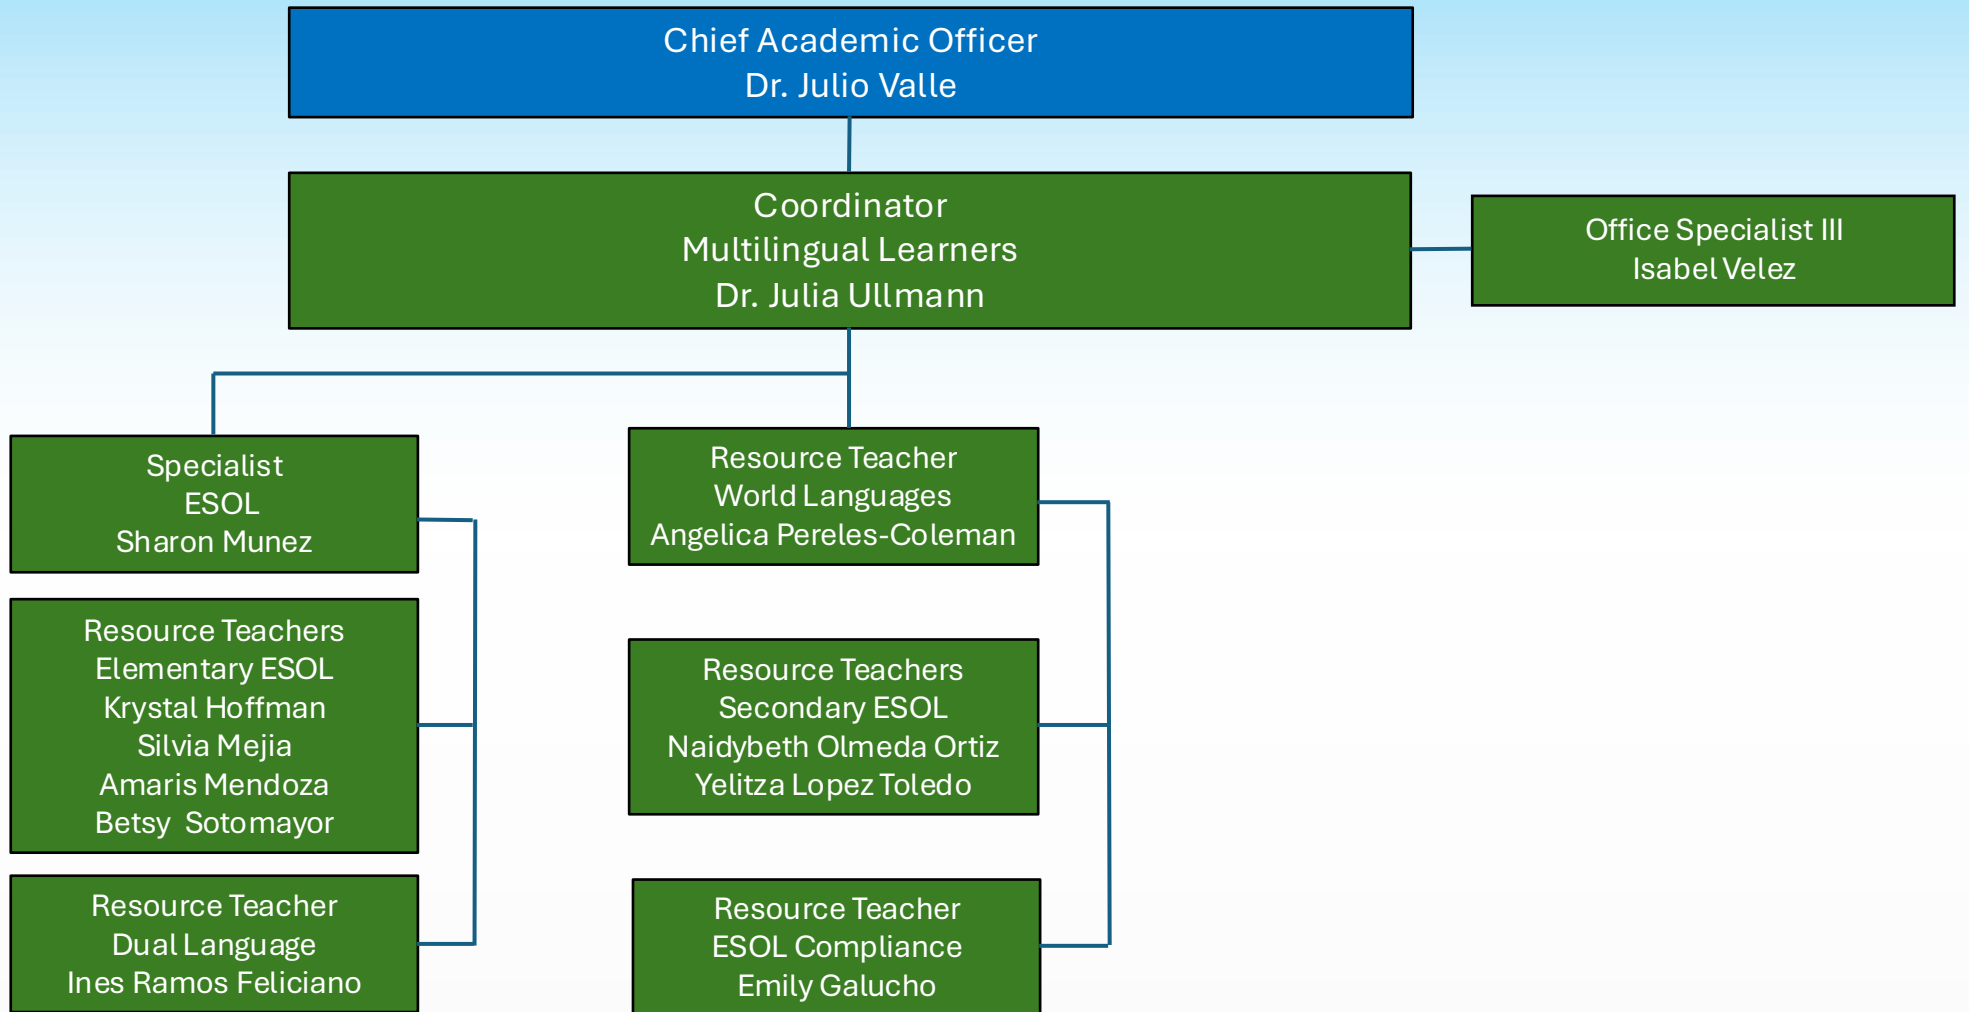 Chief Academic Officer
Dr. Julio Valle
Coordinator
Multilingual Learners
Dr. Julia Ullmann
Office Specialist III
Isabel Velez
Specialist
ESOL
Sharon Munez
Resource Teacher
World Languages
Angelica Pereles-Coleman
Resource Teachers
Elementary ESOL
Krystal Hoffman
Silvia Mejia
Amaris Mendoza
Betsy Sotomayor
Resource Teachers
Secondary ESOL
Naidybeth Olmeda Ortiz
Yelitza Lopez Toledo
Resource Teacher
Dual Language
Ines Ramos Feliciano
Resource Teacher
ESOL Compliance
Emily Galucho